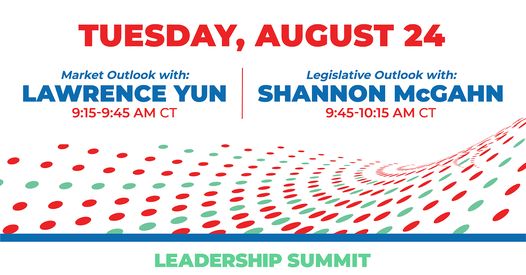 TUESDAY, AUGUST 24
Market Outlook with:
LAWRENCE YUN
9:15-9:45 AM CT
Legislative Outlook with:
SHANNON McGAHN
9:45-10:15 AM CT
LEADERSHIP SUMMIT